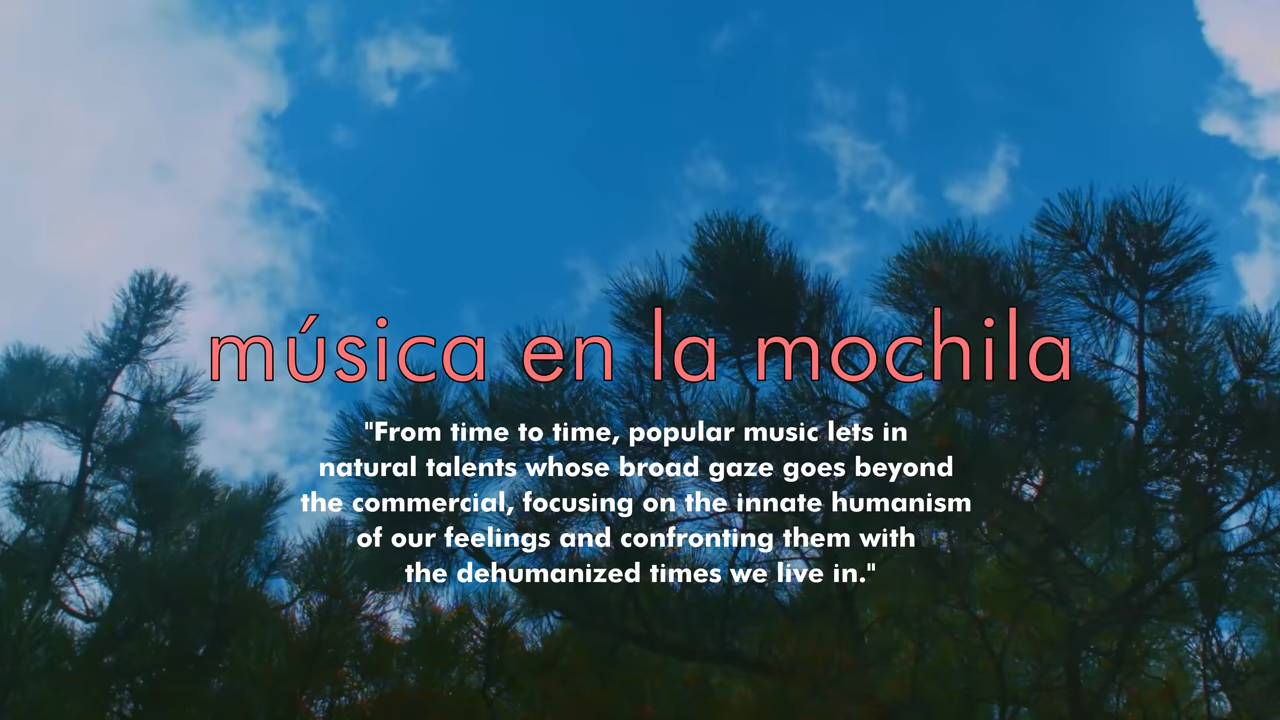 música en la mochila
"From time to time, popular music lets in
natural talents whose broad gaze goes beyond
the commercial, focusing on the innate humanism
of our feelings and confronting them with
the dehumanized times we live in."